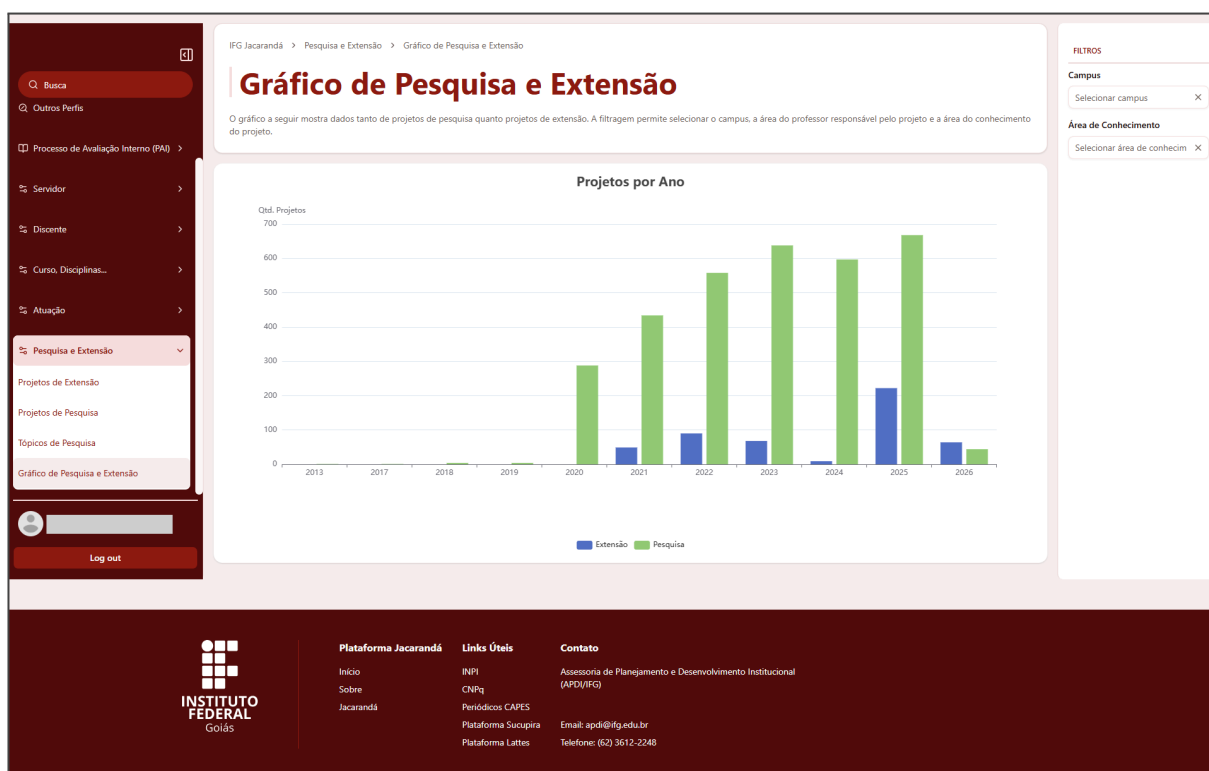 Busca
Outros Perfis
Processo de Avaliação Interno (PAI)
Servidor
Discente
Curso, Disciplinas...
Atuação
Pesquisa e Extensão
Projetos de Extensão
Projetos de Pesquisa
Tópicos de Pesquisa
Gráfico de Pesquisa e Extensão
Log out
IFG Jacarandá > Pesquisa e Extensão > Gráfico de Pesquisa e Extensão
Gráfico de Pesquisa e Extensão
O gráfico a seguir mostra dados tanto de projetos de pesquisa quanto projetos de extensão. A filtragem permite selecionar o campus, a área do professor responsável pelo projeto e a área do conhecimento
do projeto.
Projetos por Ano
Qtd. Projetos
700
600
500
400
300
200
100
0
2013 2017 2018 2019 2020 2021 2022 2023 2024 2025 2026
Extensão Pesquisa
FILTROS
Campus
Selecionar campus
Área de Conhecimento
Selecionar área de conhecim
INSTITUTO
FEDERAL
Goiás
Plataforma Jacarandá
Início
Sobre
Jacarandá
Links Úteis
INPI
CNPq
Periódicos CAPES
Plataforma Sucupira
Plataforma Lattes
Contato
Assessoria de Planejamento e Desenvolvimento Institucional
(APDI/IFG)
Email: apdi@ifg.edu.br
Telefone: (62) 3612-2248